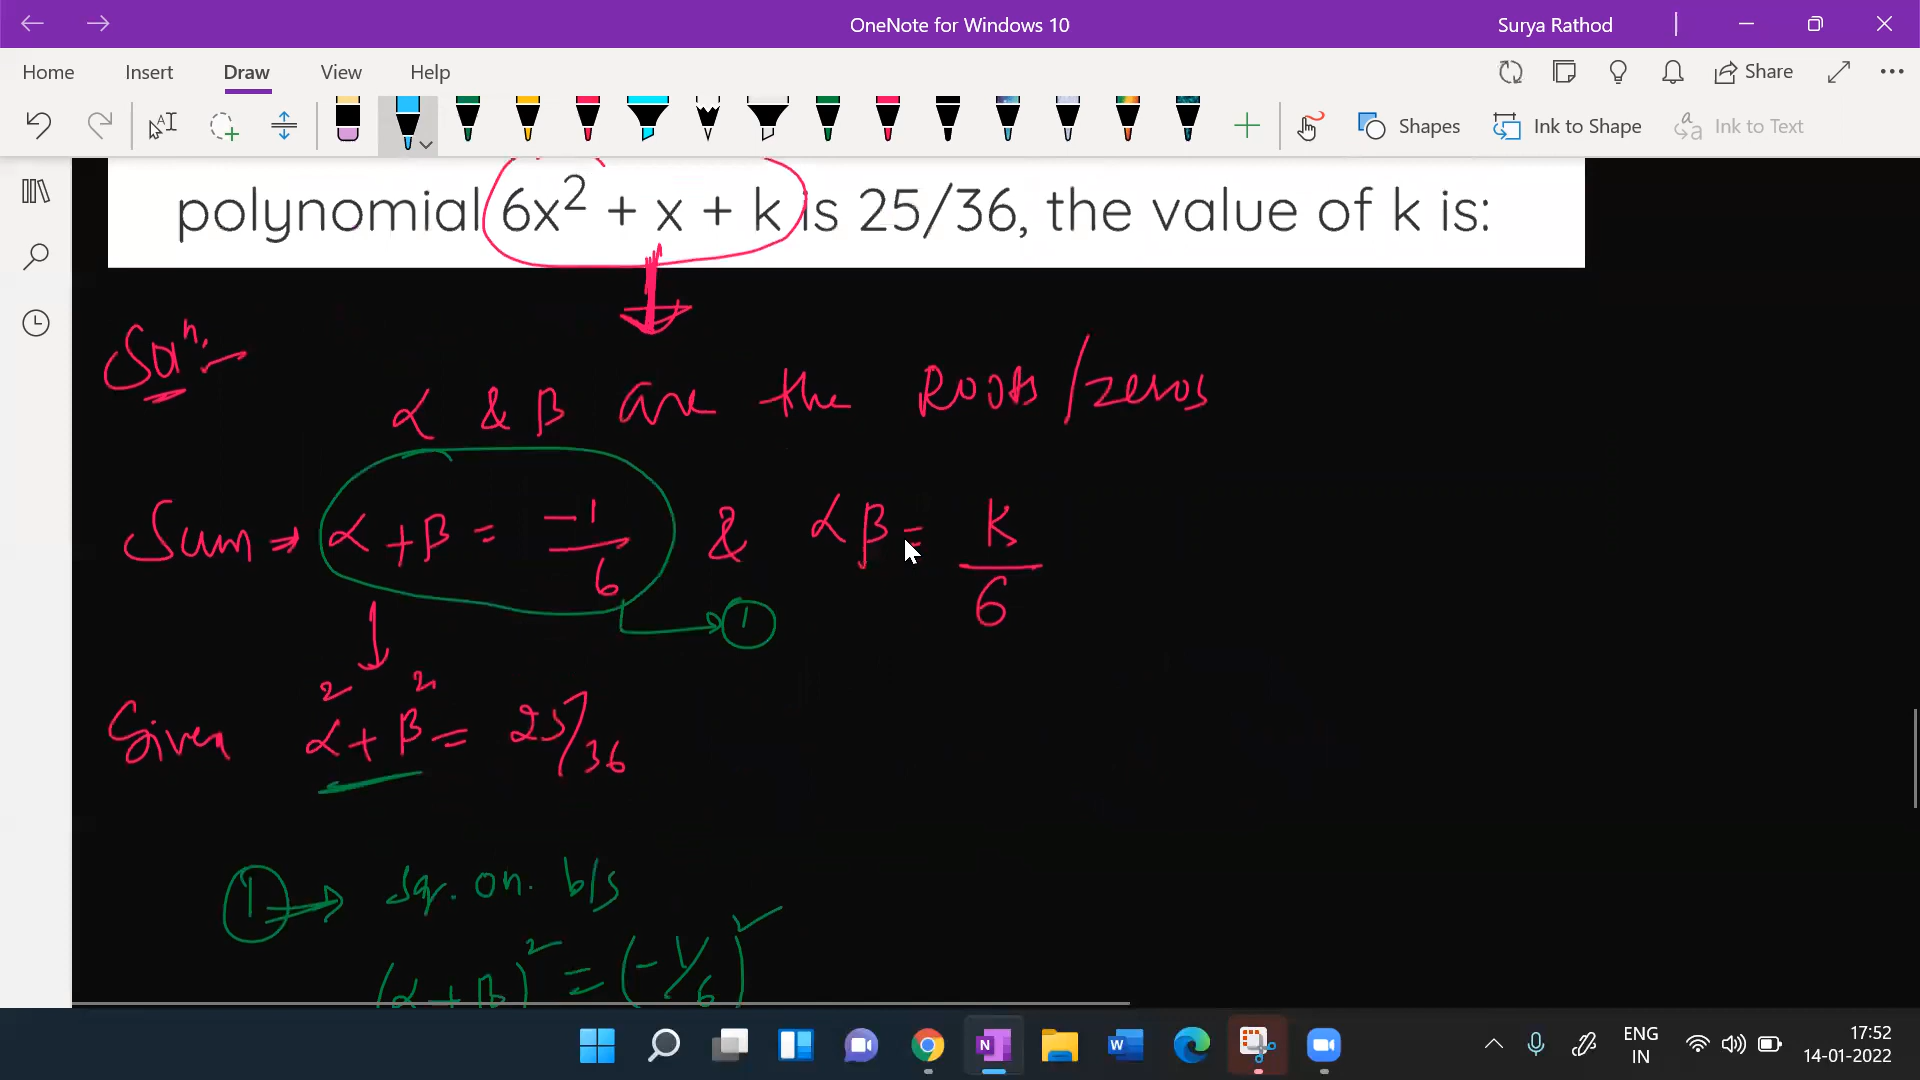 OneNote for Windows 10
Surya Rathod
Home Insert Draw View Help
Share
Shapes Ink to Shape Ink to Text
polynomial 6x² + x + k is 25/36, the value of k is:
Solⁿ:-
α & β are the Roots/zeros
Sum ⇒ α + β = -1/6 & αβ = k/6
①
Given α² + β² = 25/36
① → Sq. on. b/s
(α + β)² = (-1/6)²
ENG
IN
17:52
14-01-2022